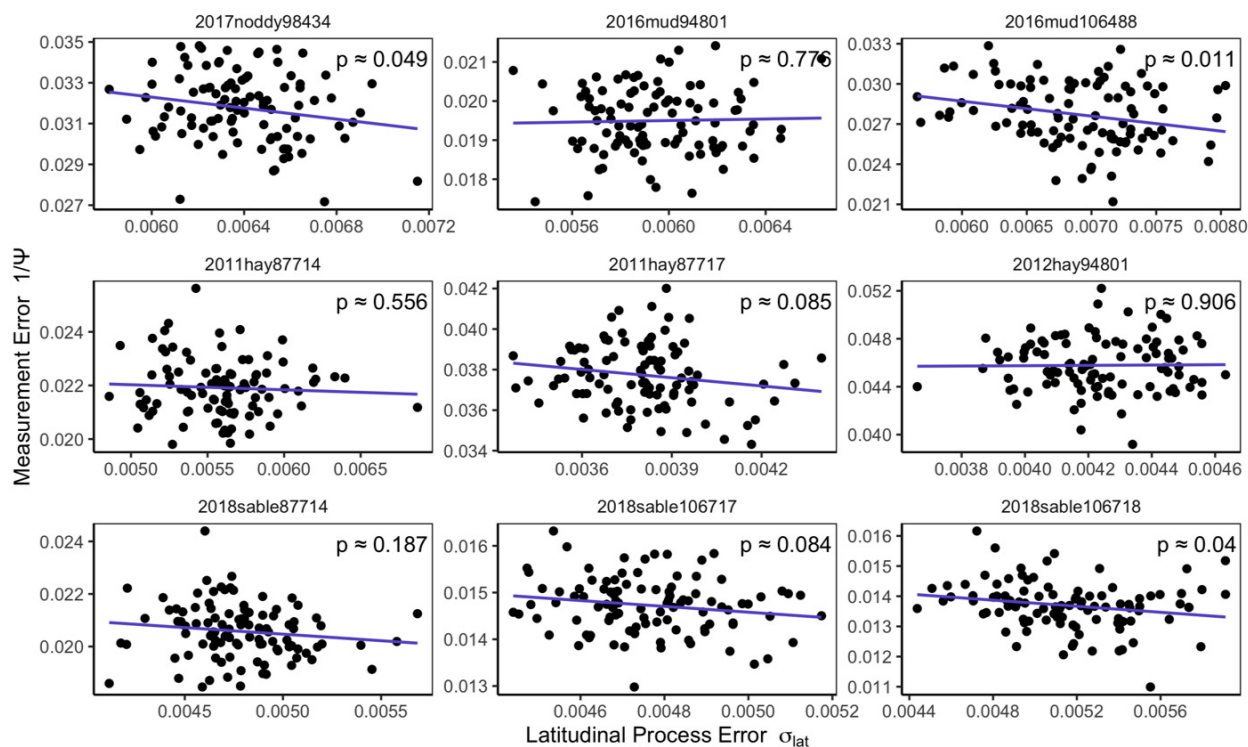 2017noddy98434 2016mud94801 2016mud106488
0.035 0.033 0.031 0.029 0.027
p ≈ 0.049
0.0060 0.0064 0.0068 0.0072
0.021 0.020 0.019 0.018
p ≈ 0.776
0.0056 0.0060 0.0064
0.033 0.030 0.027 0.024 0.021
p ≈ 0.011
0.0060 0.0065 0.0070 0.0075 0.0080
Measurement Error 1/Ψ
2011hay87714 2011hay87717 2012hay94801
0.024 0.022 0.020
p ≈ 0.556
0.0050 0.0055 0.0060 0.0065
0.042 0.040 0.038 0.036 0.034
p ≈ 0.085
0.0036 0.0039 0.0042
0.052 0.048 0.044 0.040
p ≈ 0.906
0.0038 0.0040 0.0042 0.0044 0.0046
2018sable87714 2018sable106717 2018sable106718
0.024 0.022 0.020
p ≈ 0.187
0.0045 0.0050 0.0055
0.016 0.015 0.014 0.013
p ≈ 0.084
0.0046 0.0048 0.0050 0.0052
0.016 0.015 0.014 0.013 0.012 0.011
p ≈ 0.04
0.0044 0.0048 0.0052 0.0056
Latitudinal Process Error σlat